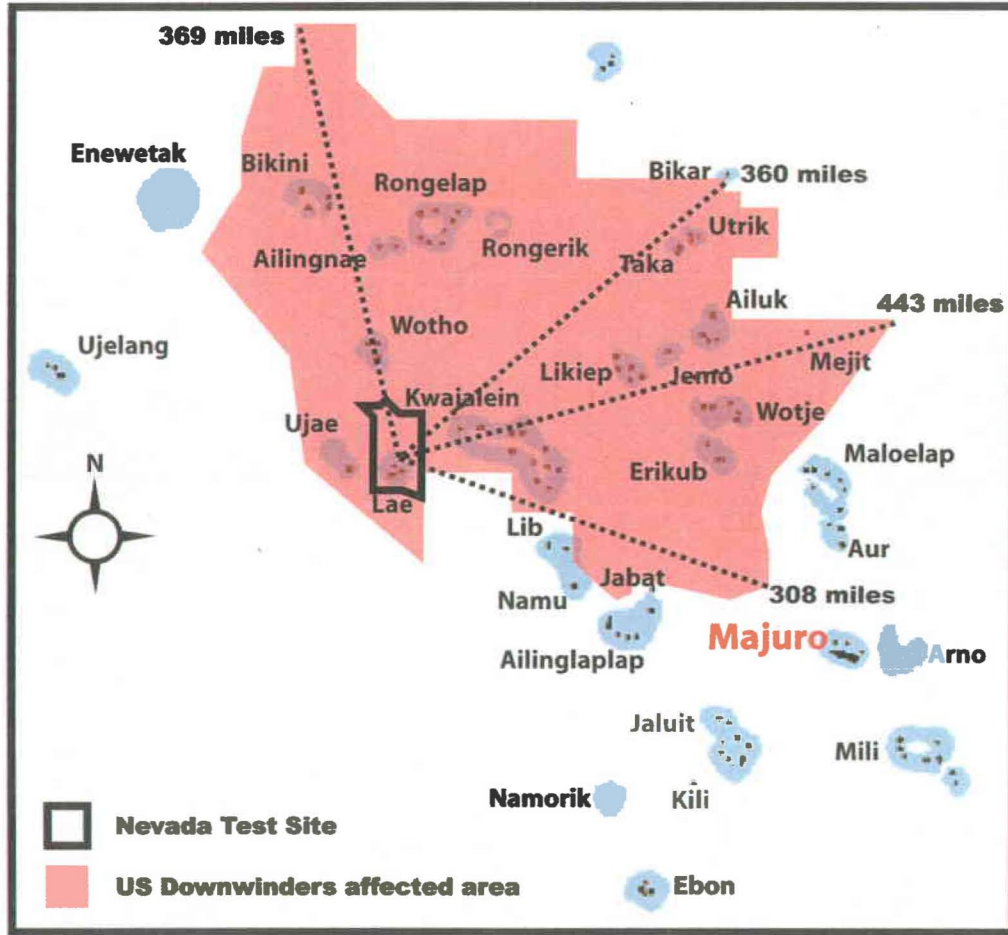 369 miles
Enewetak
Bikini
Rongelap
Bikar
360 miles
Utrik
Ailingnae
Rongerik
Taka
Ailuk
443 miles
Ujelang
Wotho
Likiep
Jemo
Mejit
Kwajalein
Wotje
Ujae
Maloelap
Erikub
N
Lae
Lib
Aur
Jabat
Namu
308 miles
Majuro
Arno
Ailinglaplap
Jaluit
Mili
Namorik
Kili
Nevada Test Site
US Downwinders affected area
Ebon